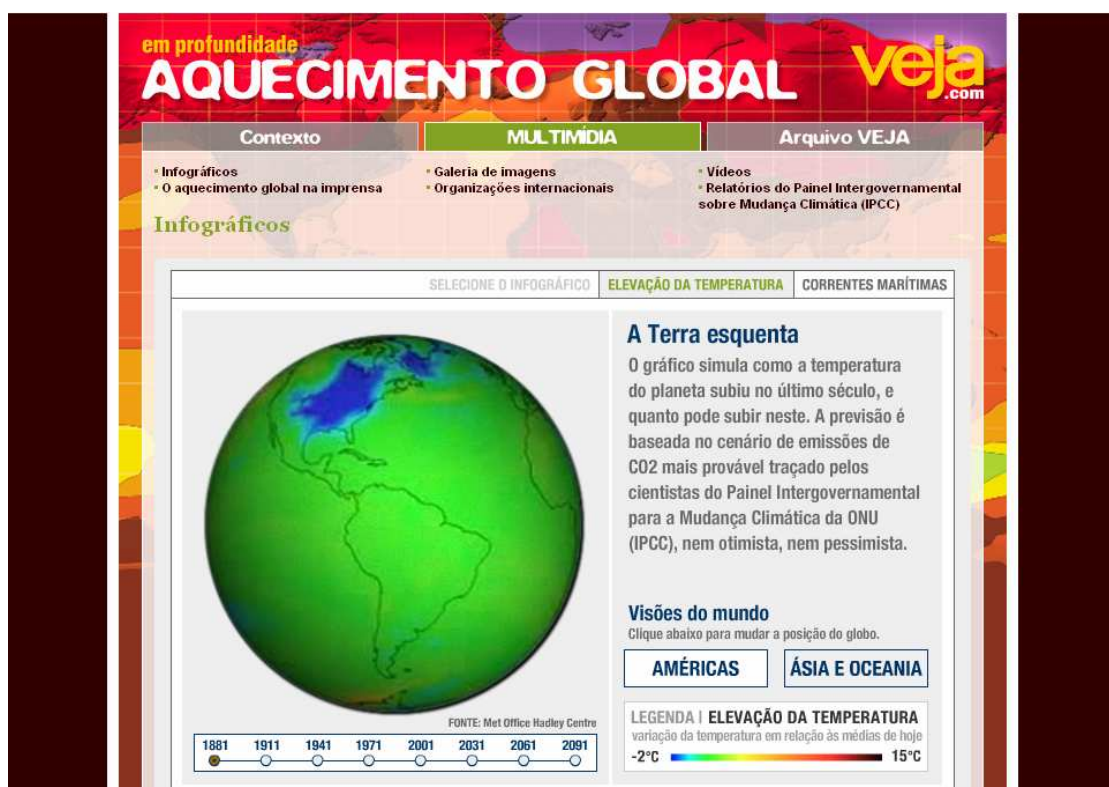 em profundidade
AQUECIMENTO GLOBAL
veja
.com
Contexto
MULTIMÍDIA
Arquivo VEJA
Infográficos
O aquecimento global na imprensa
Galeria de imagens
Organizações internacionais
Vídeos
Relatórios do Painel Intergovernamental
sobre Mudança Climática (IPCC)
Infográficos
SELECIONE O INFOGRÁFICO
ELEVAÇÃO DA TEMPERATURA
CORRENTES MARÍTIMAS
A Terra esquenta
O gráfico simula como a temperatura
do planeta subiu no último século, e
quanto pode subir neste. A previsão é
baseada no cenário de emissões de
CO2 mais provável traçado pelos
cientistas do Painel Intergovernamental
para a Mudança Climática da ONU
(IPCC), nem otimista, nem pessimista.
Visões do mundo
Clique abaixo para mudar a posição do globo.
AMÉRICAS
ÁSIA E OCEANIA
FONTE: Met Office Hadley Centre
1881 1911 1941 1971 2001 2031 2061 2091
LEGENDA | ELEVAÇÃO DA TEMPERATURA
variação da temperatura em relação às médias de hoje
-2°C 15°C